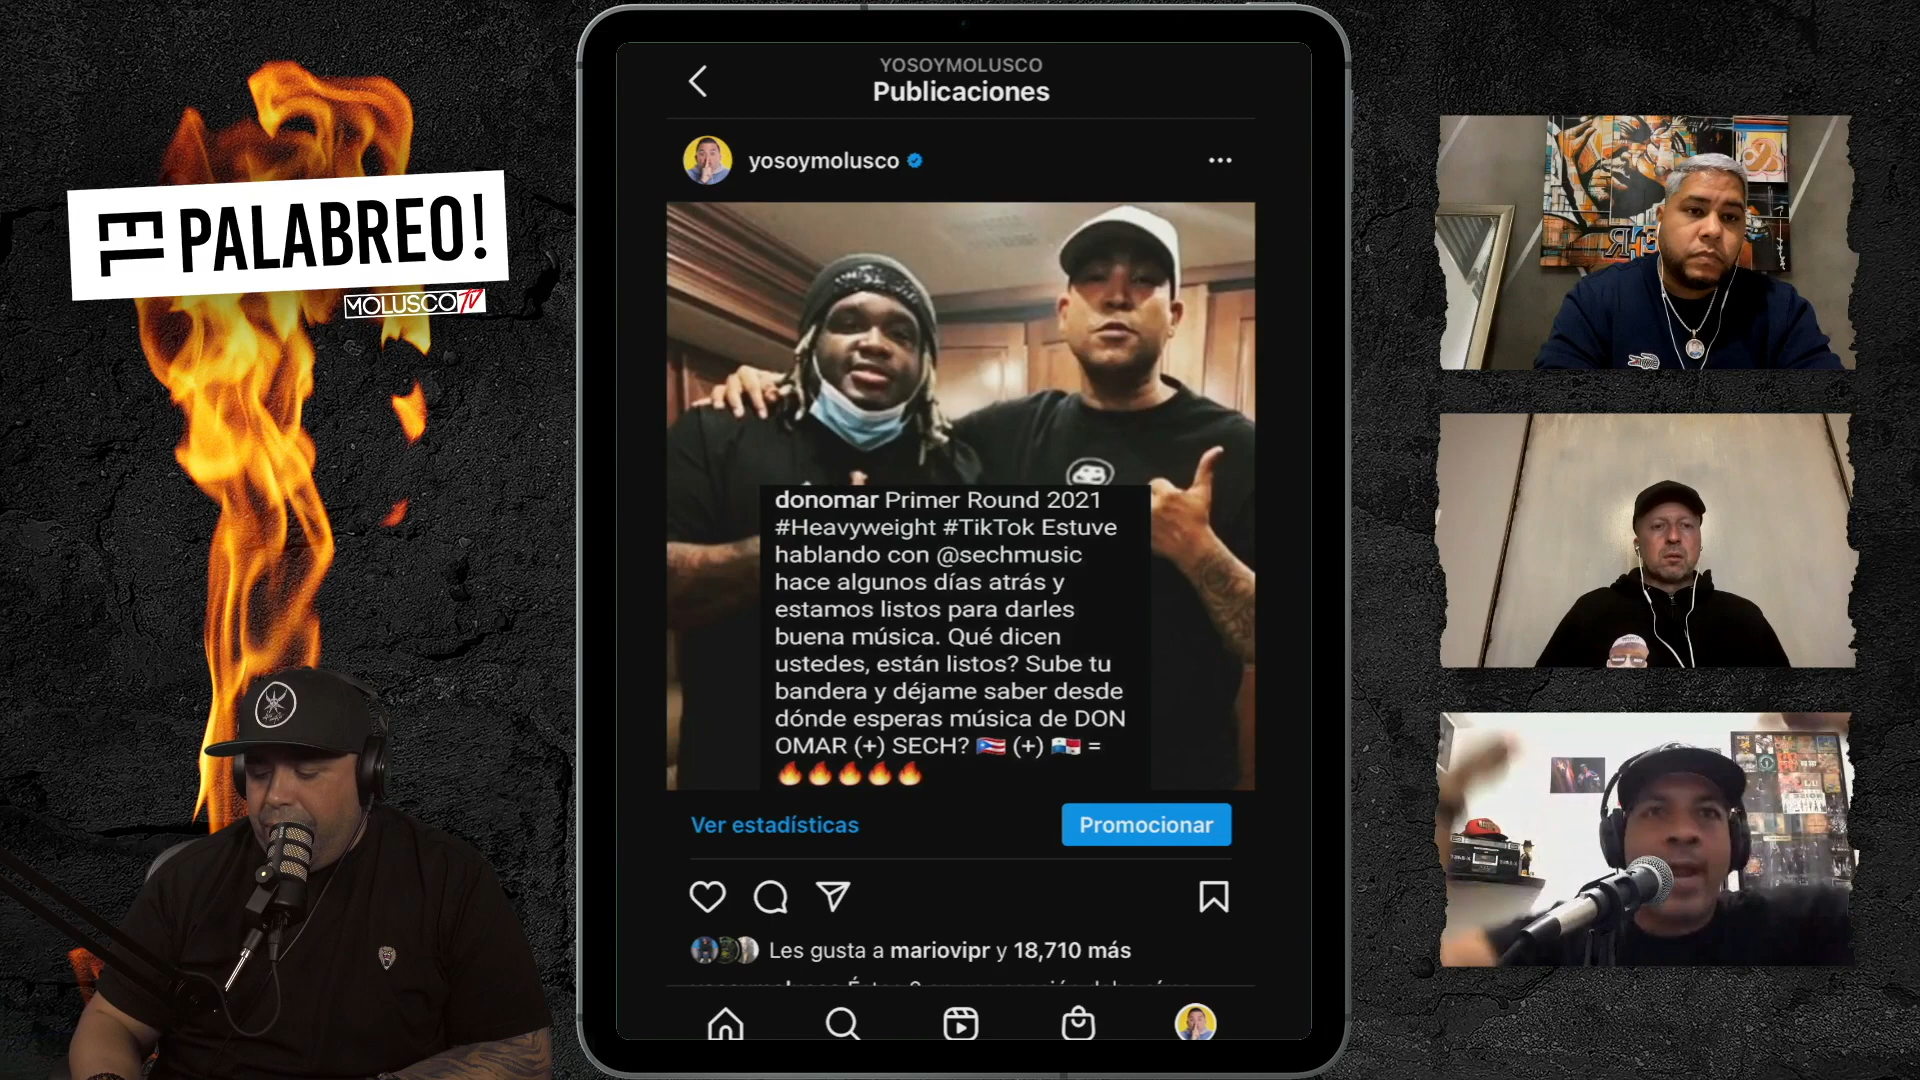 EL
PALABREO!
MOLUSCO TV
YOSOYMOLUSCO
Publicaciones
yosoymolusco
donomar Primer Round 2021
#Heavyweight #TikTok Estuve
hablando con @sechmusic
hace algunos días atrás y
estamos listos para darles
buena música. Qué dicen
ustedes, están listos? Sube tu
bandera y déjame saber desde
dónde esperas música de DON
OMAR (+) SECH? 🇵🇷 (+) 🇵🇦 =
🔥🔥🔥🔥🔥
Ver estadísticas
Promocionar
Les gusta a mariovipr y 18,710 más